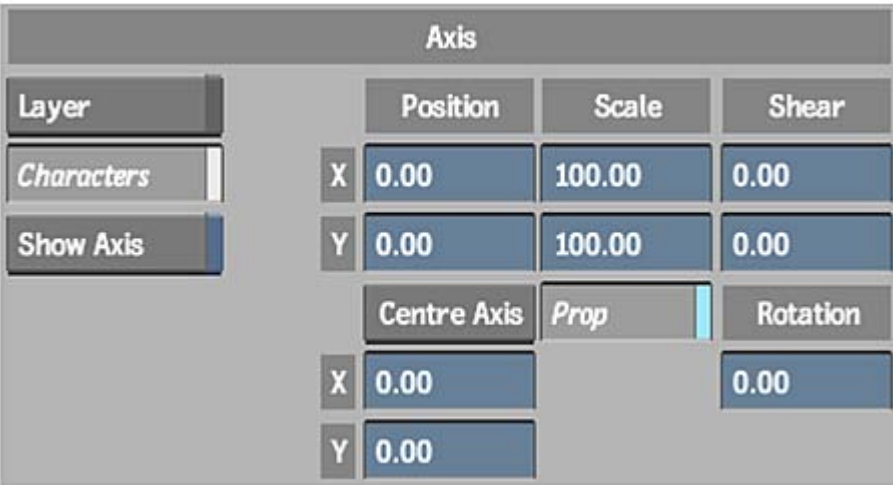 Axis
Layer Position Scale Shear
Characters X 0.00 100.00 0.00
Show Axis Y 0.00 100.00 0.00
Centre Axis Prop Rotation
X 0.00 0.00
Y 0.00